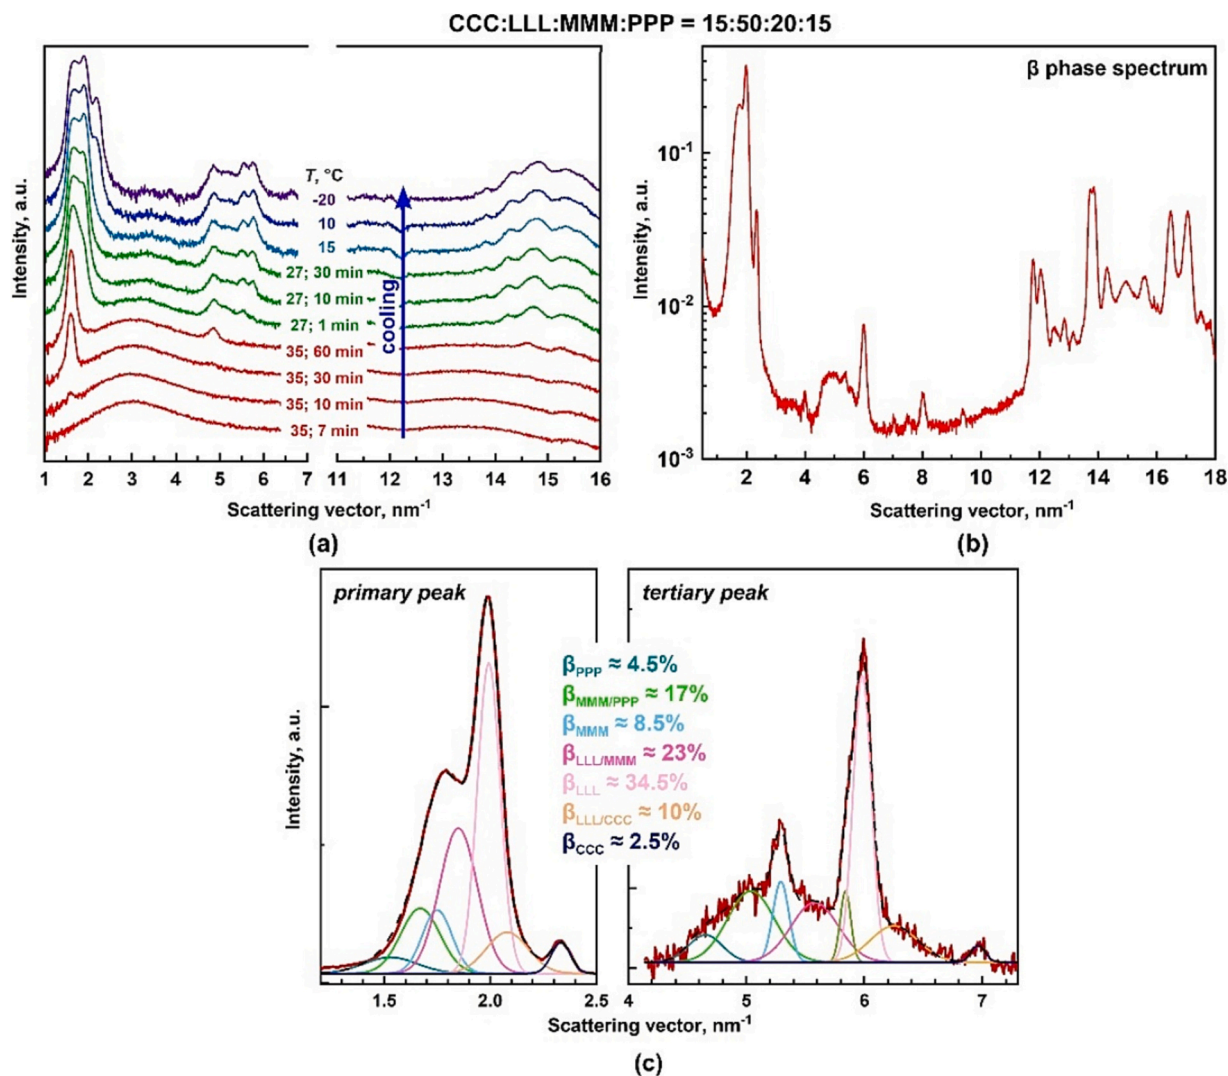 CCC:LLL:MMM:PPP = 15:50:20:15
Intensity, a.u.
T, °C
-20
10
15
27; 30 min
27; 10 min
27; 1 min
35; 60 min
35; 30 min
35; 10 min
35; 7 min
cooling
1 2 3 4 5 6 7 11 12 13 14 15 16
Scattering vector, nm⁻¹
(a)
β phase spectrum
Intensity, a.u.
10⁻¹
10⁻²
10⁻³
2 4 6 8 10 12 14 16 18
Scattering vector, nm⁻¹
(b)
primary peak
tertiary peak
Intensity, a.u.
βPPP ≈ 4.5%
βMMM/PPP ≈ 17%
βMMM ≈ 8.5%
βLLL/MMM ≈ 23%
βLLL ≈ 34.5%
βLLL/CCC ≈ 10%
βCCC ≈ 2.5%
1.5 2.0 2.5 4 5 6 7
Scattering vector, nm⁻¹
(c)